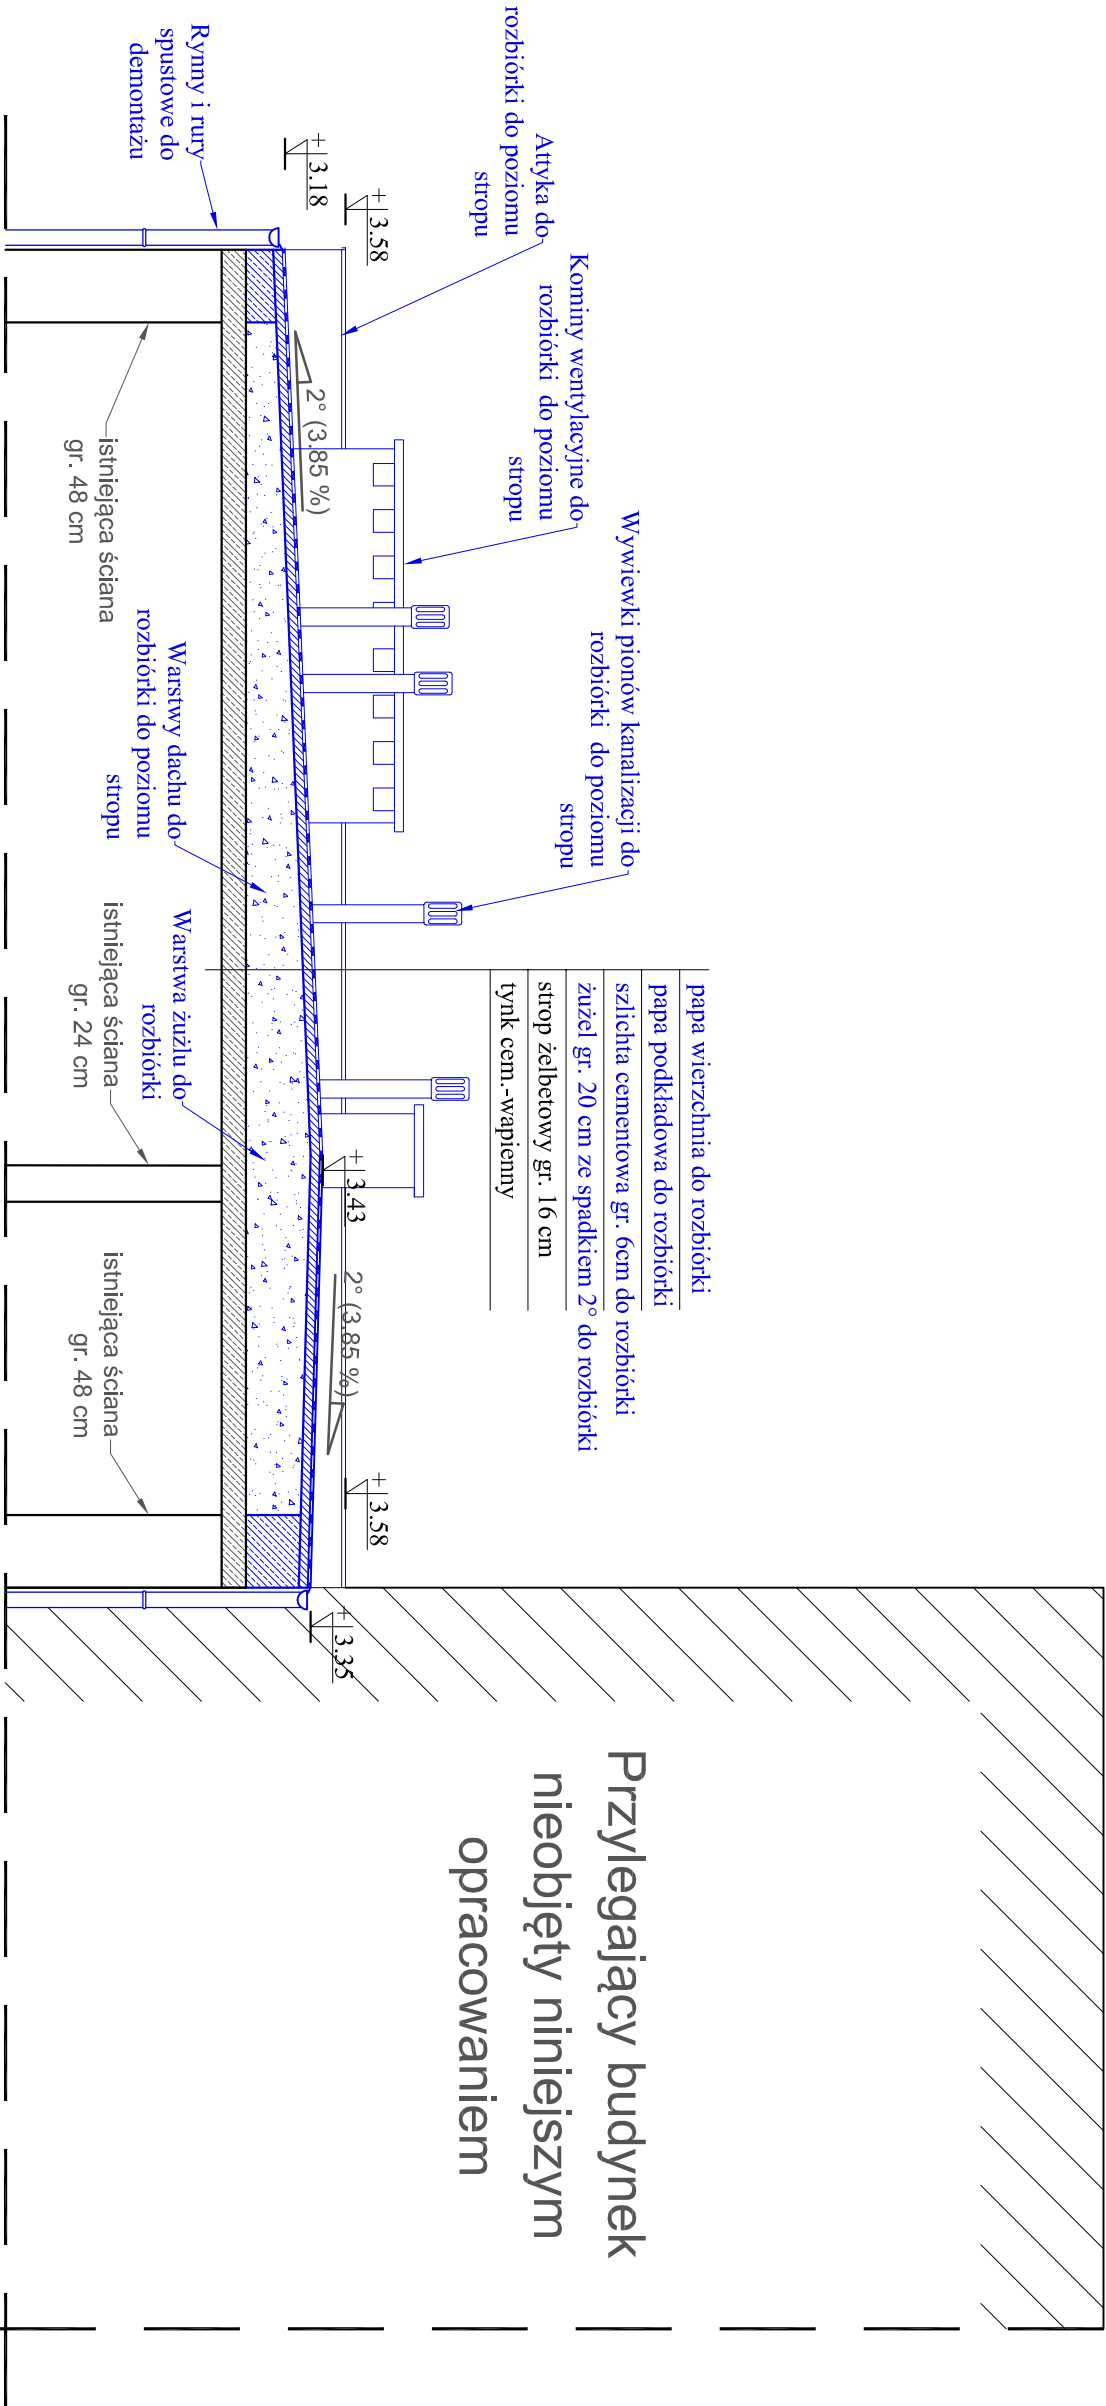 Rynny i rury
spustowe do
demontażu
+3.18
+3.58
Attyka do
rozbiórki do poziomu
stropu
Kominy wentylacyjne do
rozbiórki do poziomu
stropu
Wywiewki pionów kanalizacji do
rozbiórki do poziomu
stropu
papa wierzchnia do rozbiórki
papa podkładowa do rozbiórki
szlichta cementowa gr. 6cm do rozbiórki
żużel gr. 20 cm ze spadkiem 2° do rozbiórki
strop żelbetowy gr. 16 cm
tynk cem.-wapienny
2° (3.85 %)
+3.43
2° (3.85 %)
+3.58
+3.35
istniejąca ściana
gr. 48 cm
Warstwy dachu do
rozbiórki do poziomu
stropu
Warstwa żużlu do
rozbiórki
istniejąca ściana
gr. 24 cm
istniejąca ściana
gr. 48 cm
Przylegający budynek
nieobjęty niniejszym
opracowaniem